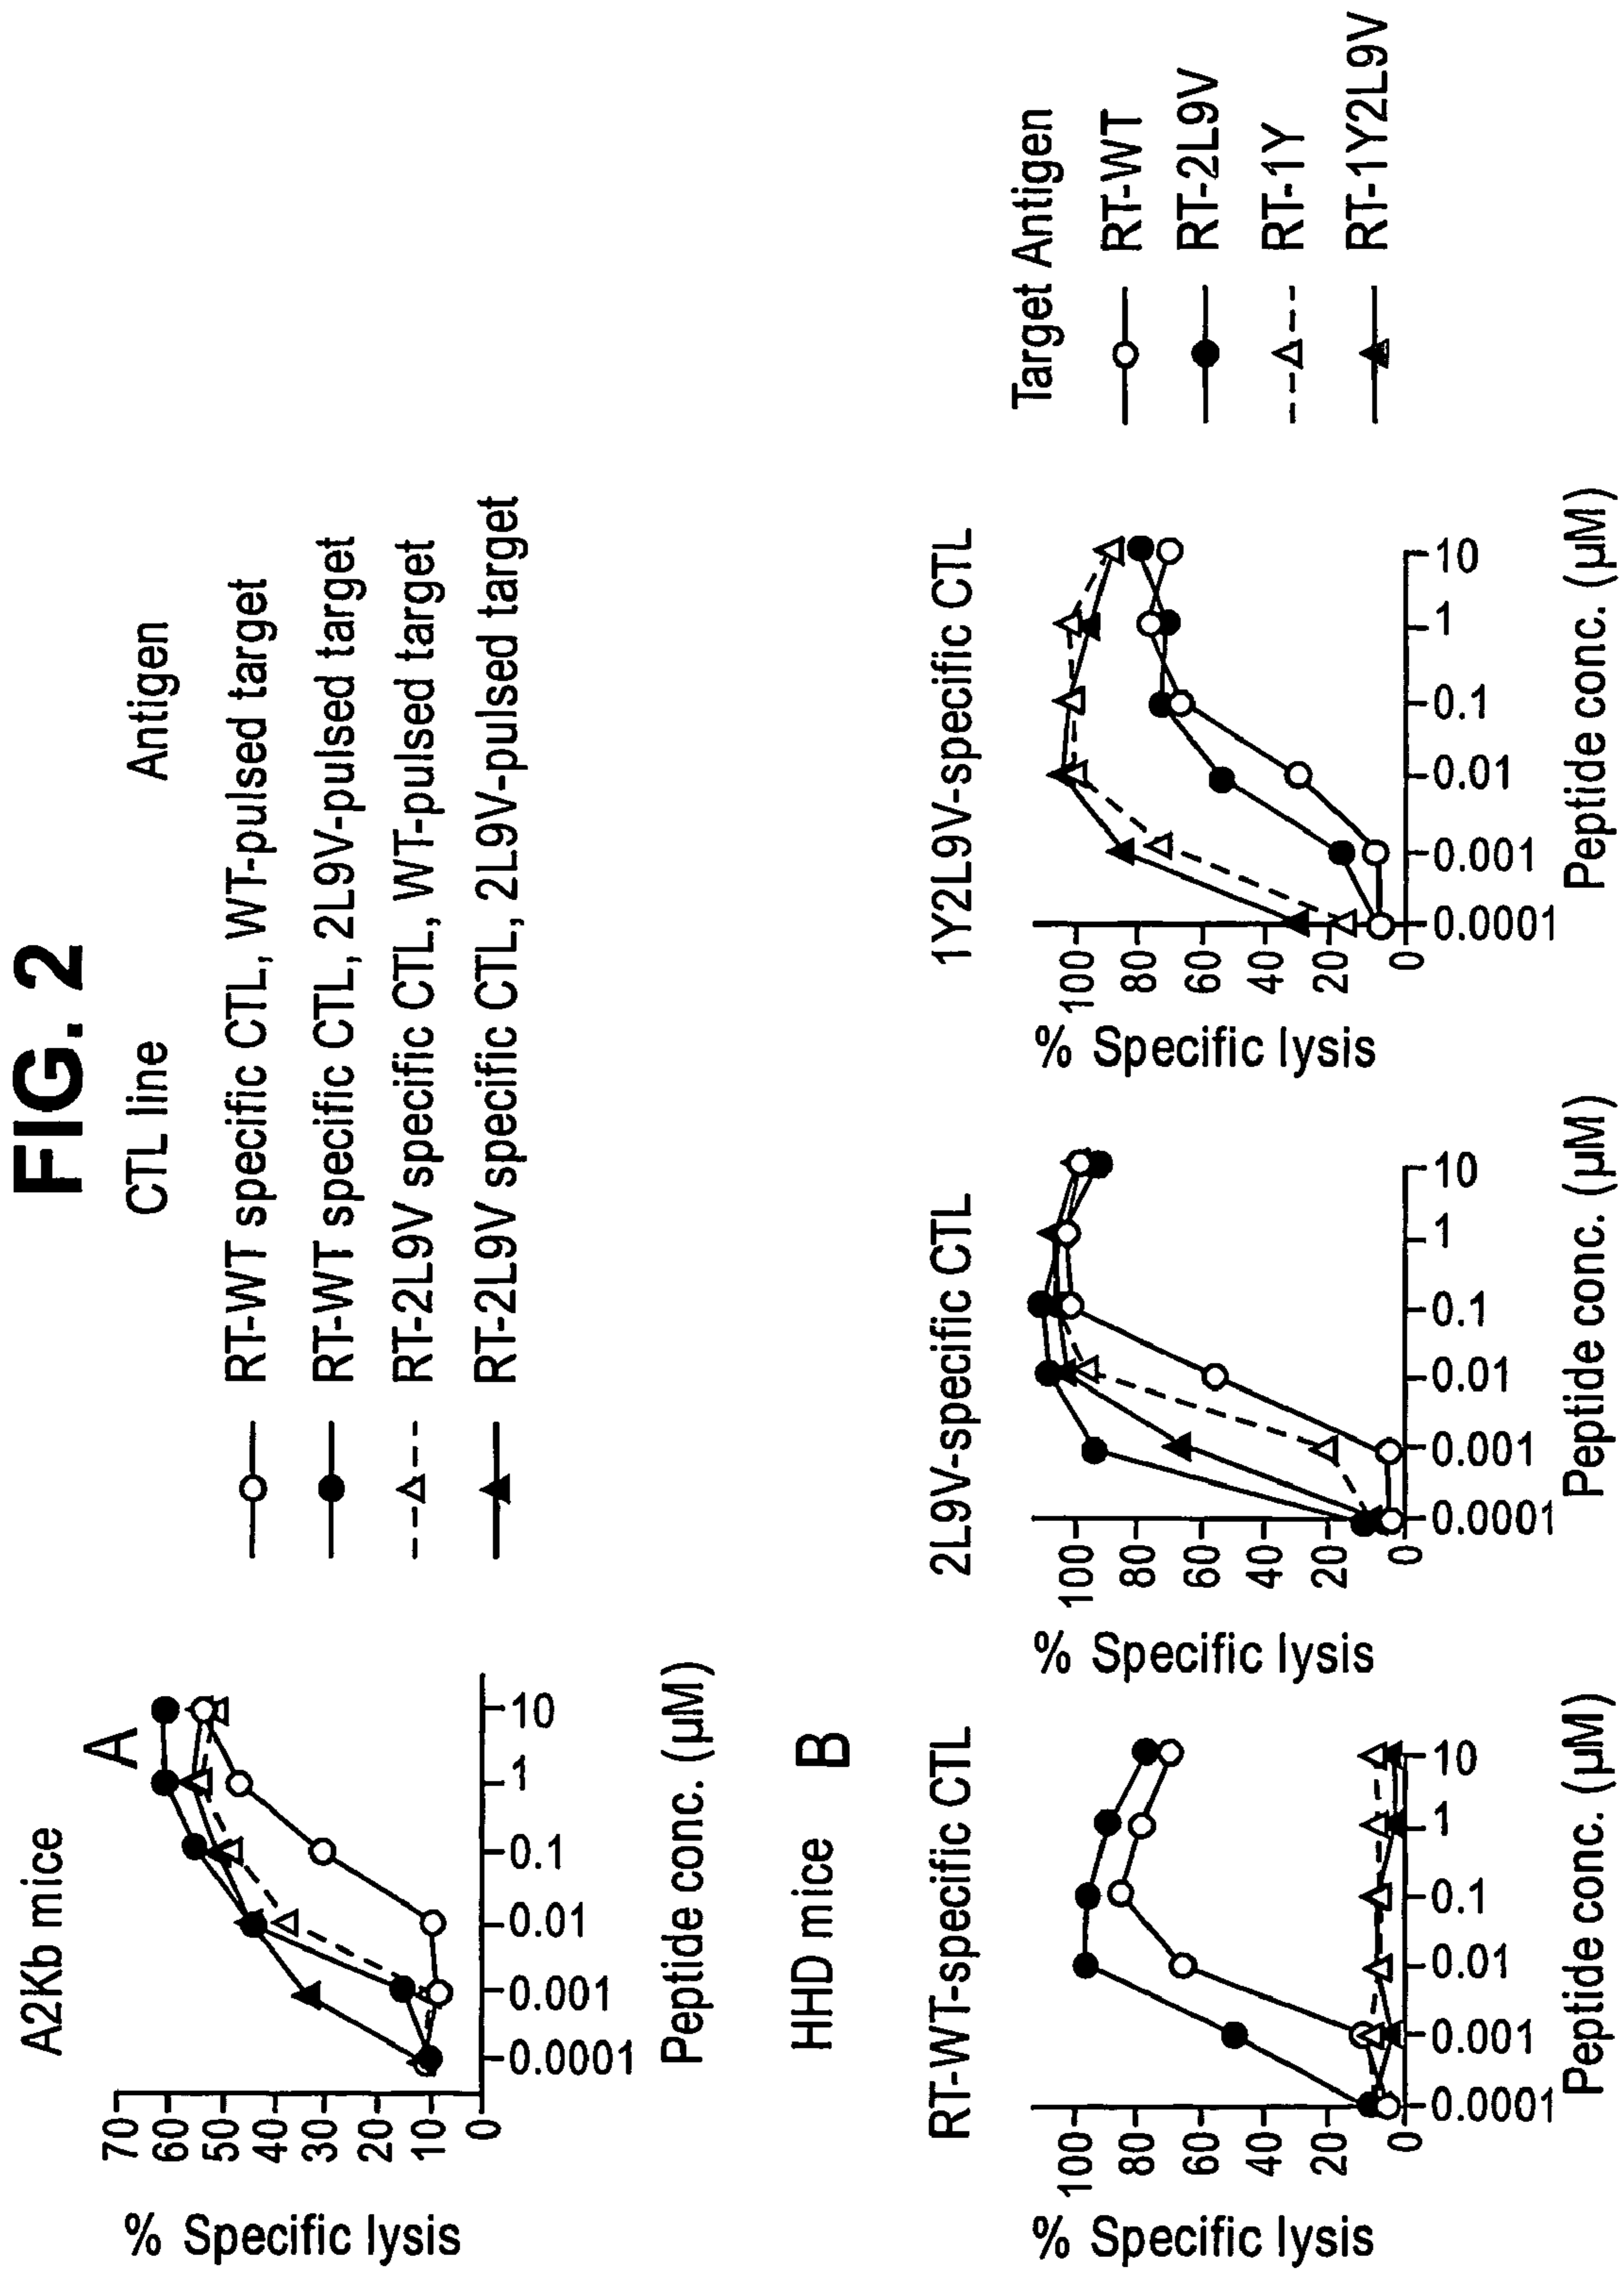 FIG. 2
A2Kb mice
A
% Specific lysis
70
60
50
40
30
20
10
0
0.0001
0.001
0.01
0.1
1
10
Peptide conc. (µM)
CTL line
Antigen
RT-WT specific CTL, WT-pulsed target
RT-WT specific CTL, 2L9V-pulsed target
RT-2L9V specific CTL, WT-pulsed target
RT-2L9V specific CTL, 2L9V-pulsed target
HHD mice
B
RT-WT-specific CTL
% Specific lysis
100
80
60
40
20
0
0.0001
0.001
0.01
0.1
1
10
Peptide conc. (µM)
2L9V-specific CTL
% Specific lysis
100
80
60
40
20
0
0.0001
0.001
0.01
0.1
1
10
Peptide conc. (µM)
1Y2L9V-specific CTL
% Specific lysis
100
80
60
40
20
0
0.0001
0.001
0.01
0.1
1
10
Peptide conc. (µM)
Target Antigen
RT-WT
RT-2L9V
RT-1Y
RT-1Y2L9V